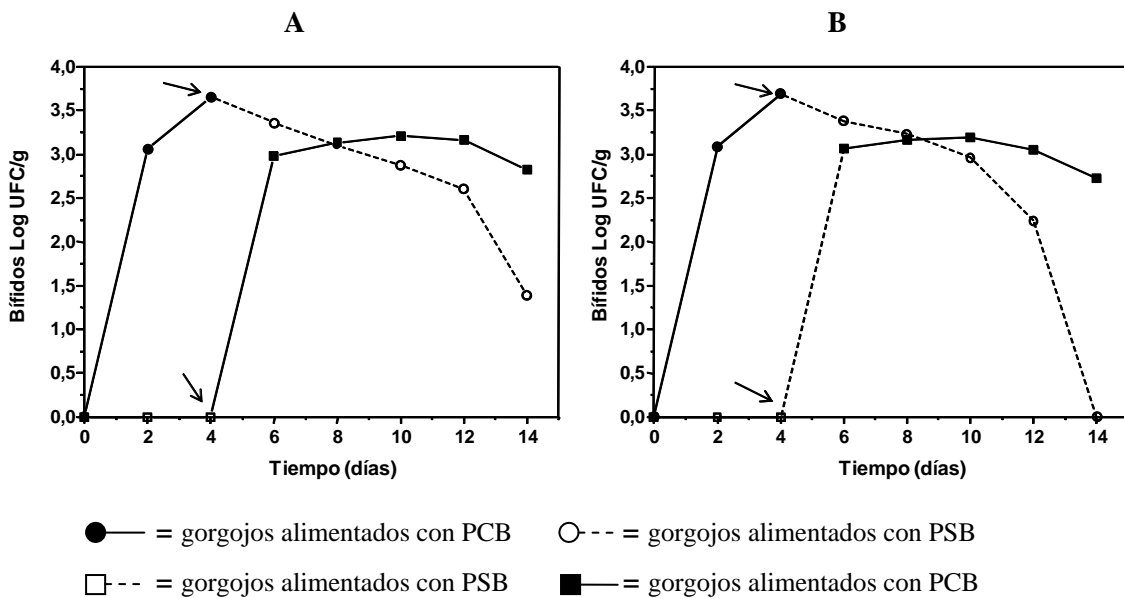 A
B
4,0
3,5
3,0
2,5
2,0
1,5
1,0
0,5
0,0
Bífidos Log UFC/g
0 2 4 6 8 10 12 14
Tiempo (días)
4,0
3,5
3,0
2,5
2,0
1,5
1,0
0,5
0,0
Bífidos Log UFC/g
0 2 4 6 8 10 12 14
Tiempo (días)
= gorgojos alimentados con PCB
= gorgojos alimentados con PSB
= gorgojos alimentados con PSB
= gorgojos alimentados con PCB